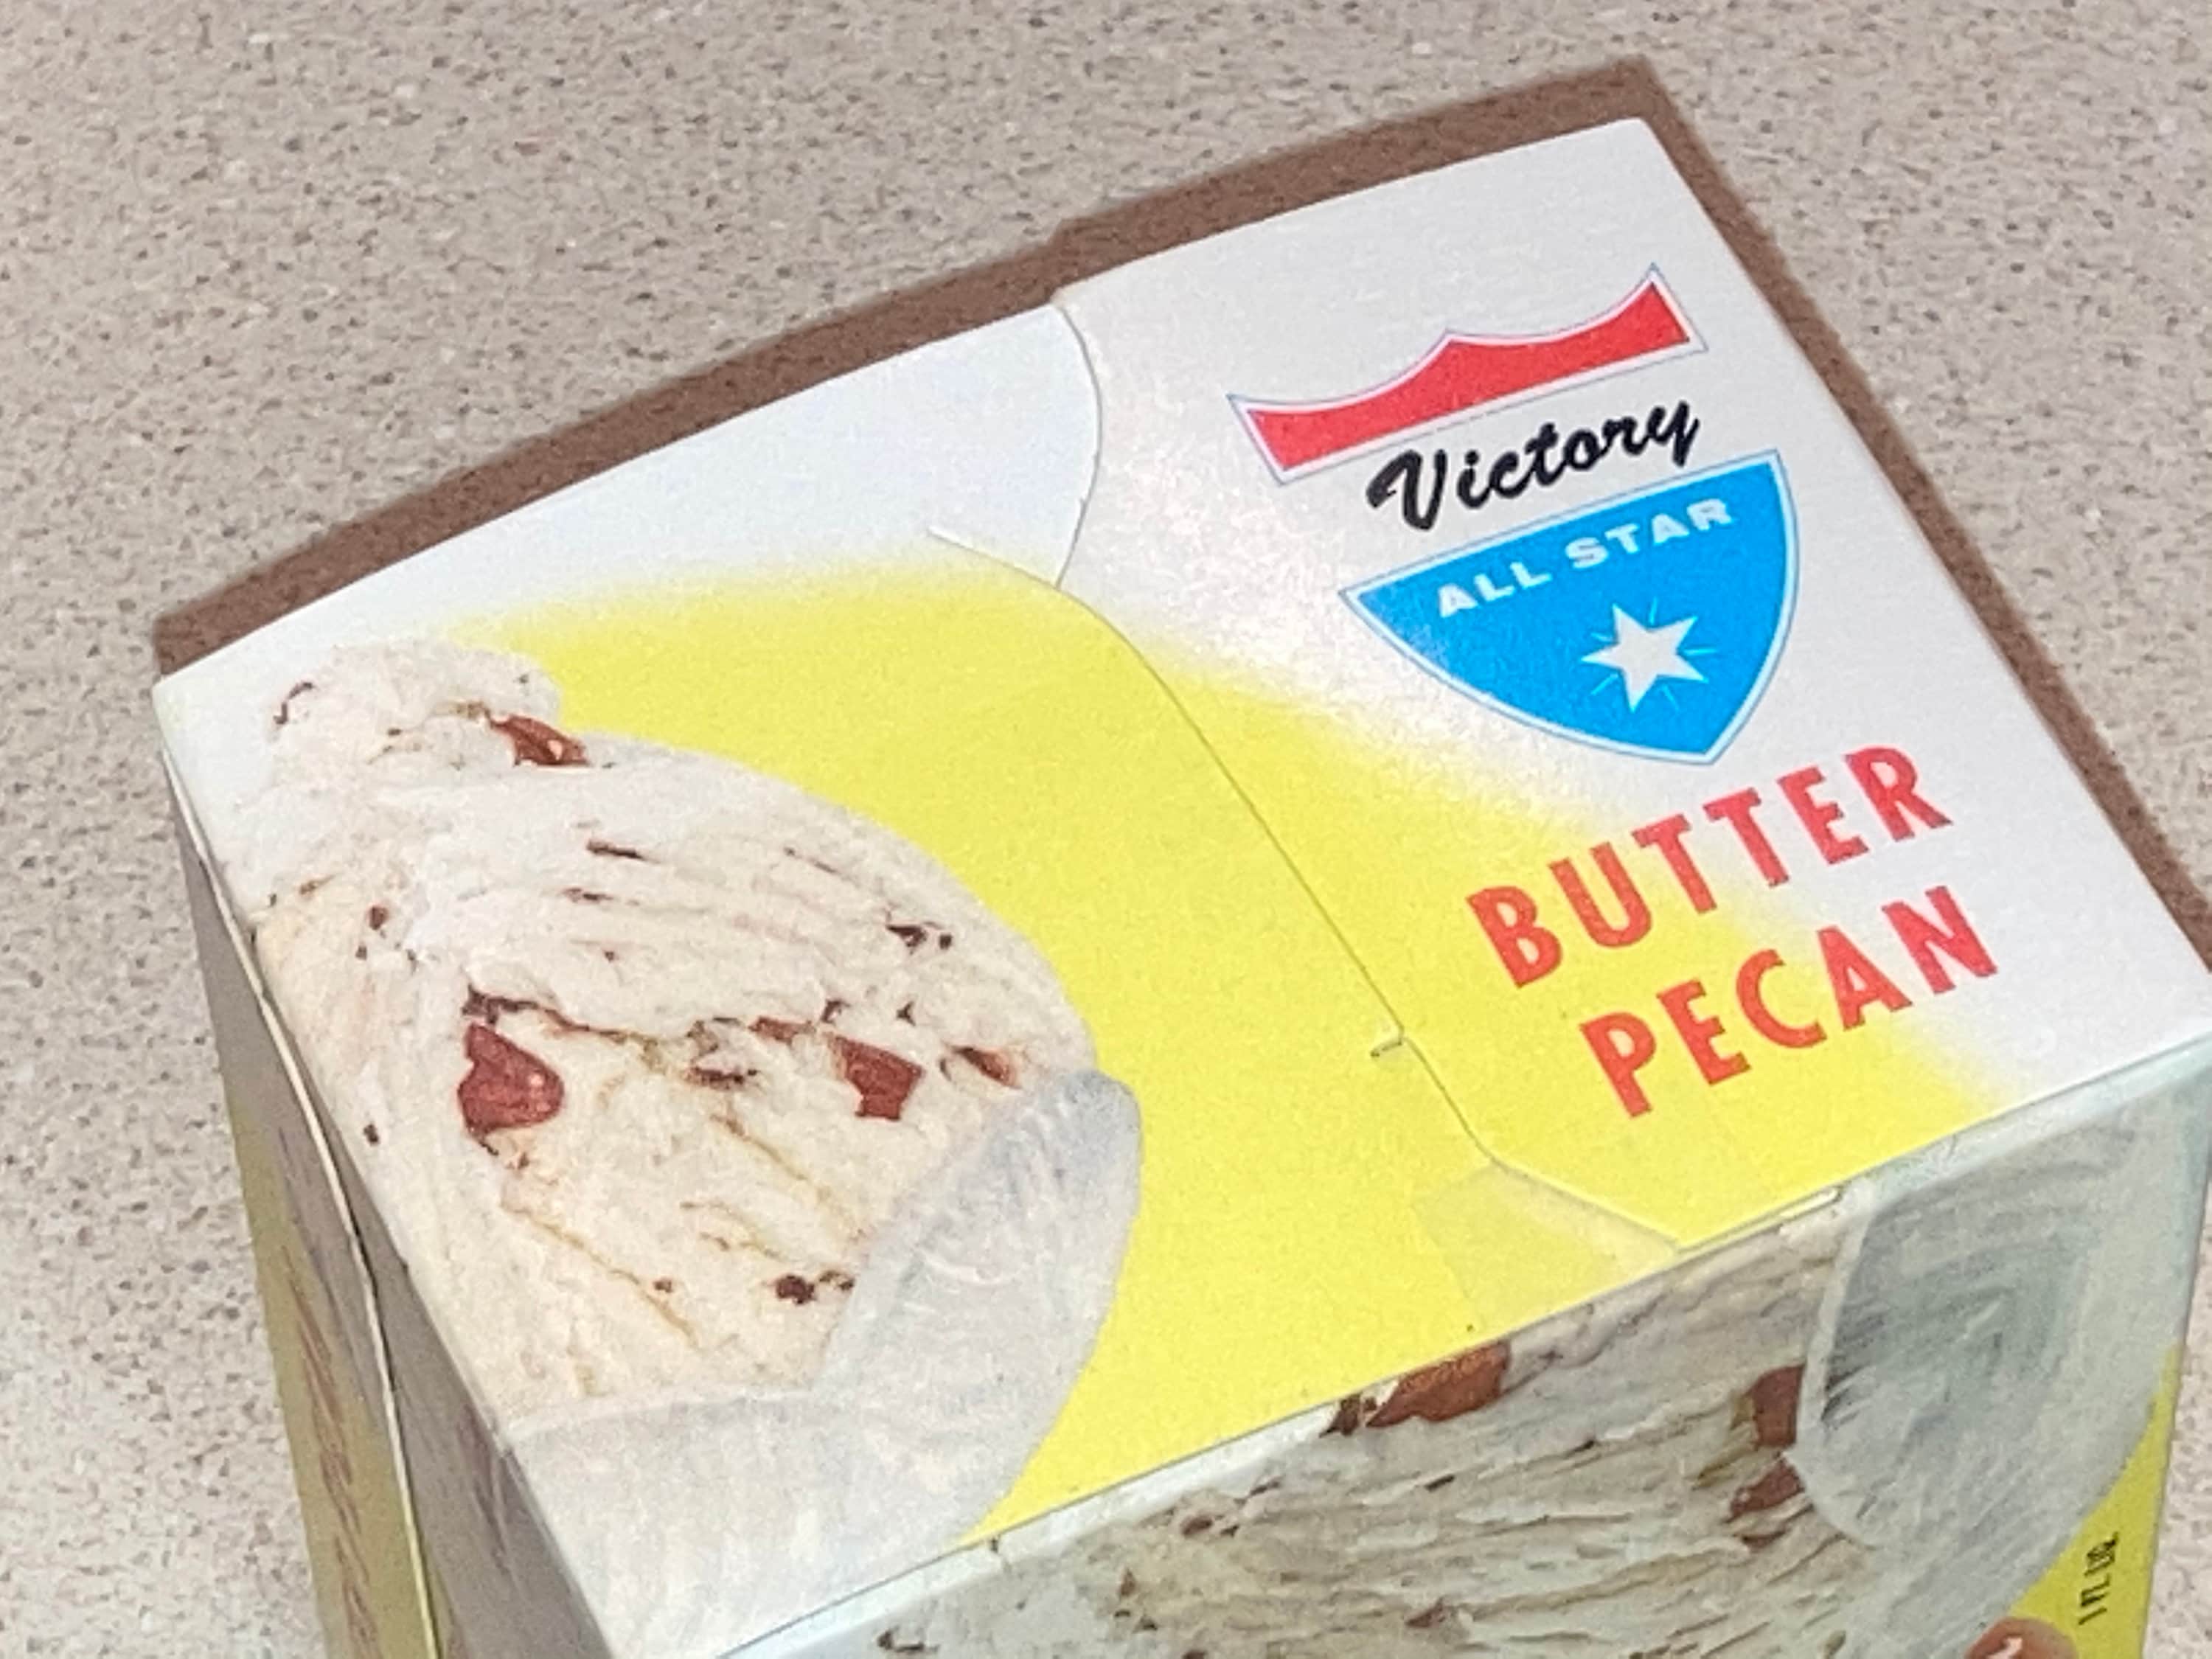 Victory
ALL STAR
BUTTER
PECAN